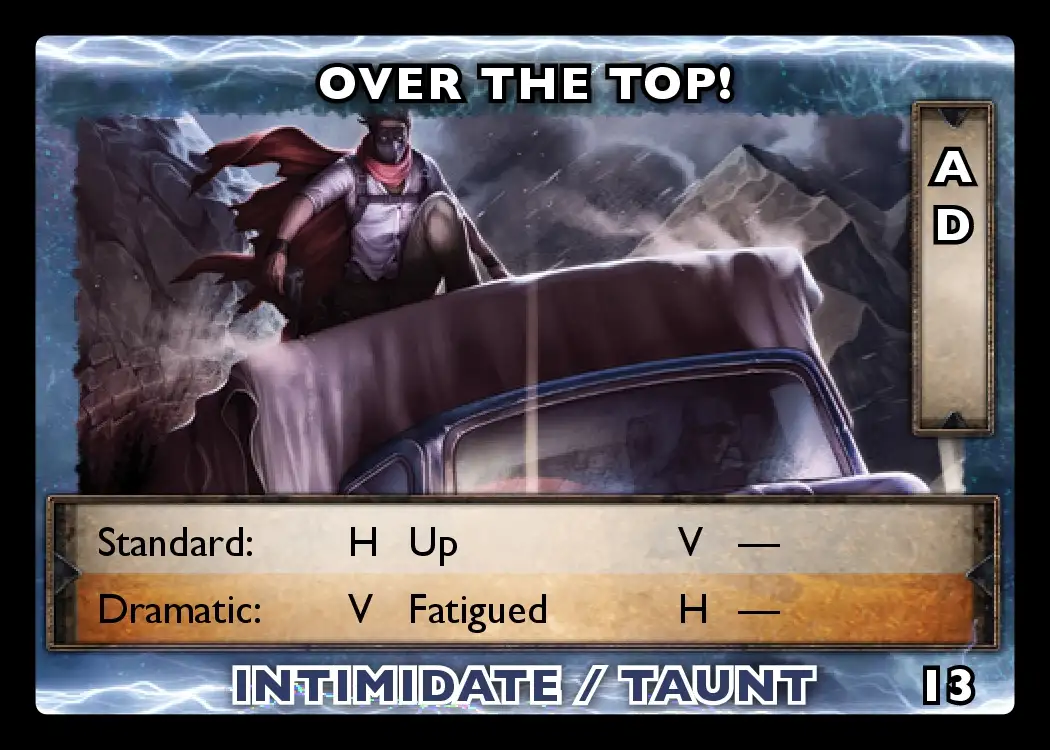 OVER THE TOP!
A
D
Standard: H Up V —
Dramatic: V Fatigued H —
INTIMIDATE / TAUNT
13